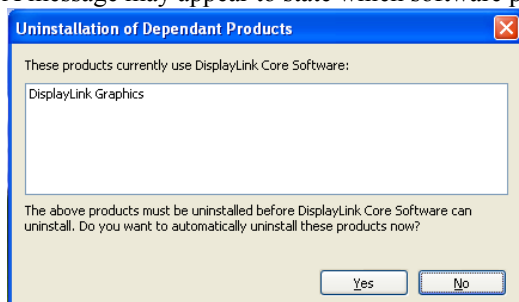 A message may appear to state which software p
Uninstallation of Dependant Products
These products currently use DisplayLink Core Software:
DisplayLink Graphics
The above products must be uninstalled before DisplayLink Core Software can
uninstall. Do you want to automatically uninstall these products now?
Yes No